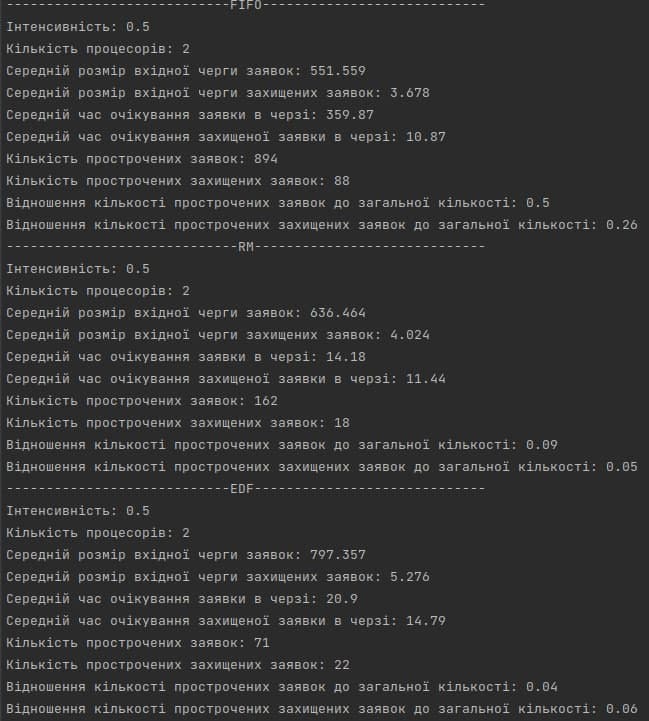 ----------------------------FIFO----------------------------
Інтенсивність: 0.5
Кількість процесорів: 2
Середній розмір вхідної черги заявок: 551.559
Середній розмір вхідної черги захищених заявок: 3.678
Середній час очікування заявки в черзі: 359.87
Середній час очікування захищеної заявки в черзі: 10.87
Кількість прострочених заявок: 894
Кількість прострочених захищених заявок: 88
Відношення кількості прострочених заявок до загальної кількості: 0.5
Відношення кількості прострочених захищених заявок до загальної кількості: 0.26
-----------------------------RM-----------------------------
Інтенсивність: 0.5
Кількість процесорів: 2
Середній розмір вхідної черги заявок: 636.464
Середній розмір вхідної черги захищених заявок: 4.024
Середній час очікування заявки в черзі: 14.18
Середній час очікування захищеної заявки в черзі: 11.44
Кількість прострочених заявок: 162
Кількість прострочених захищених заявок: 18
Відношення кількості прострочених заявок до загальної кількості: 0.09
Відношення кількості прострочених захищених заявок до загальної кількості: 0.05
----------------------------EDF-----------------------------
Інтенсивність: 0.5
Кількість процесорів: 2
Середній розмір вхідної черги заявок: 797.357
Середній розмір вхідної черги захищених заявок: 5.276
Середній час очікування заявки в черзі: 20.9
Середній час очікування захищеної заявки в черзі: 14.79
Кількість прострочених заявок: 71
Кількість прострочених захищених заявок: 22
Відношення кількості прострочених заявок до загальної кількості: 0.04
Відношення кількості прострочених захищених заявок до загальної кількості: 0.06